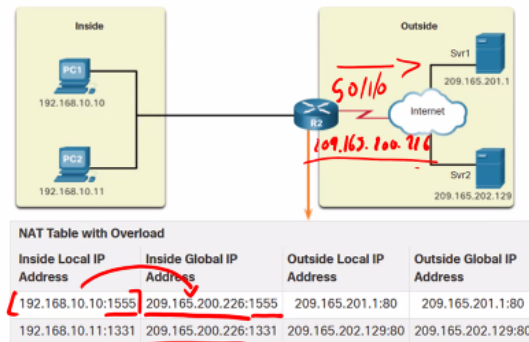 Inside
Outside
Svr1
PC1
209.165.201.1
192.168.10.10
S0/1/0
Internet
R2
PC2
Svr2
192.168.10.11
209.165.202.129
NAT Table with Overload
Inside Local IP Address
Inside Global IP Address
Outside Local IP Address
Outside Global IP Address
192.168.10.10:1555 209.165.200.226:1555 209.165.201.1:80 209.165.201.1:80
192.168.10.11:1331 209.165.200.226:1331 209.165.202.129:80 209.165.202.129:80